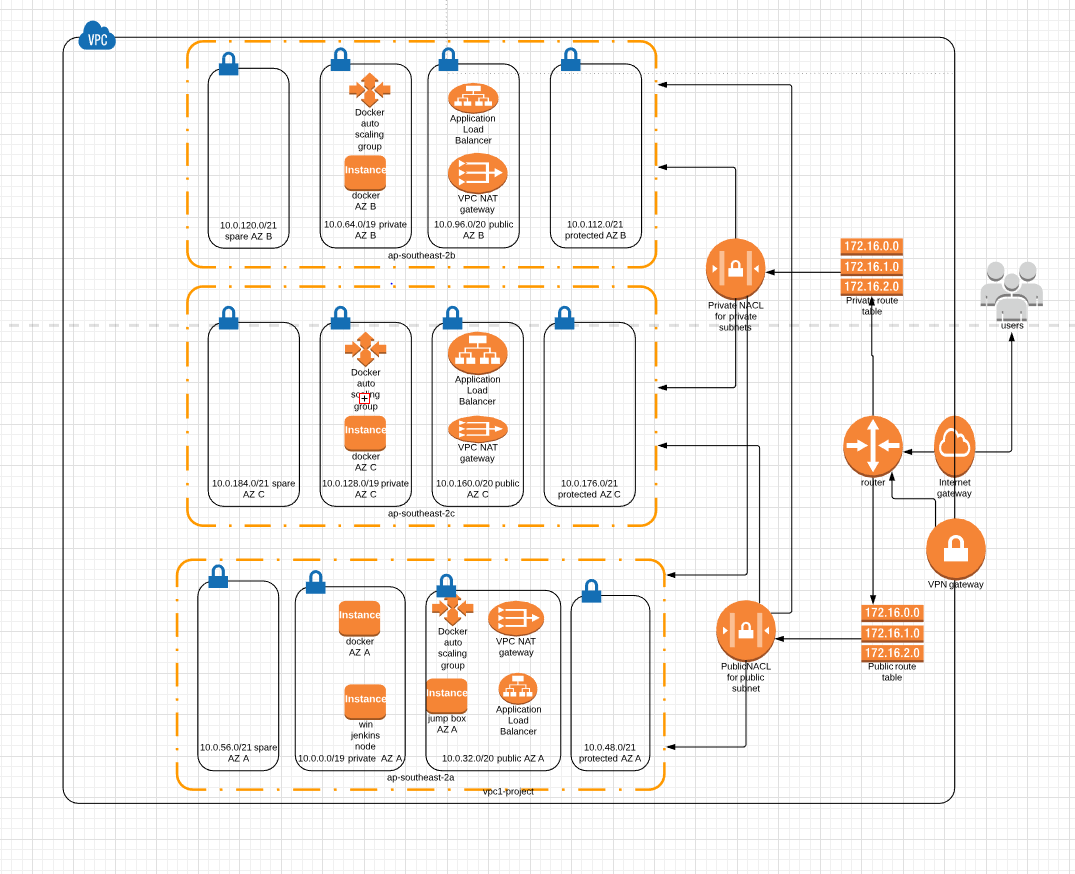 VPC
Docker
auto
scaling
group
Instance
docker
AZ B
Application
Load
Balancer
VPC NAT
gateway
10.0.120.0/21
spare AZ B
10.0.64.0/19 private
AZ B
10.0.96.0/20 public
AZ B
10.0.112.0/21
protected AZ B
ap-southeast-2b
Docker
auto
scaling
group
Instance
docker
AZ C
Application
Load
Balancer
VPC NAT
gateway
10.0.184.0/21 spare
AZ C
10.0.128.0/19 private
AZ C
10.0.160.0/20 public
AZ C
10.0.176.0/21
protected AZ C
ap-southeast-2c
Instance
docker
AZ A
Instance
win
jenkins
node
Docker
auto
scaling
group
VPC NAT
gateway
Instance
jump box
AZ A
Application
Load
Balancer
10.0.56.0/21 spare
AZ A
10.0.0.0/19 private AZ A
10.0.32.0/20 public AZ A
10.0.48.0/21
protected AZ A
ap-southeast-2a
vpc1-project
Private NACL
for private
subnets
172.16.0.0
172.16.1.0
172.16.2.0
Private route
table
users
router
Internet
gateway
VPN gateway
172.16.0.0
172.16.1.0
172.16.2.0
Public route
table
PublicNACL
for public
subnet